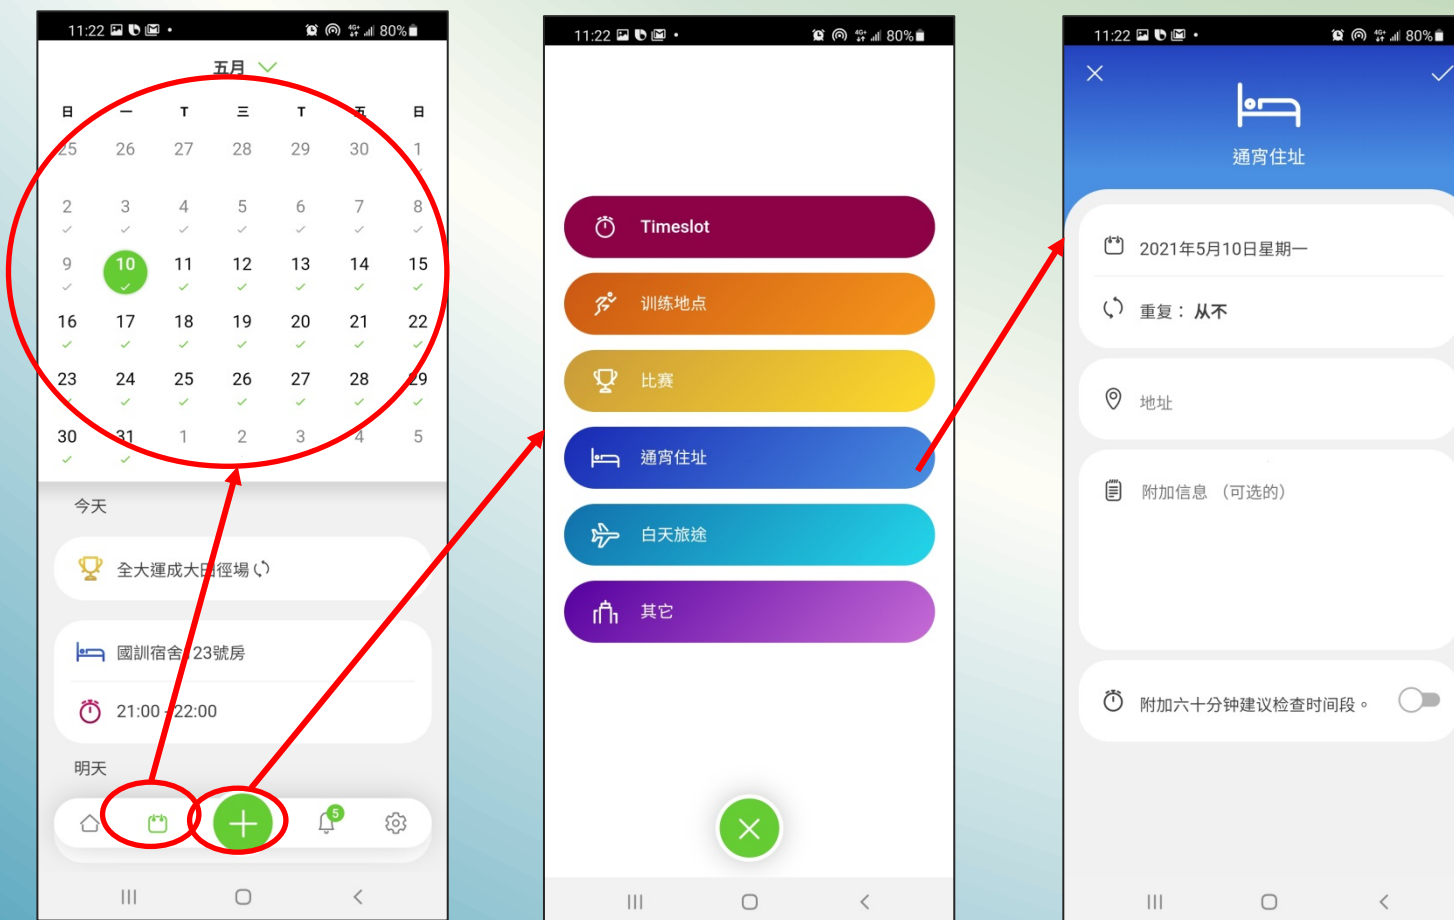 11:22
80%
五月
日 一 T 三 T 五 日
25 26 27 28 29 30 1
2 3 4 5 6 7 8
9 10 11 12 13 14 15
16 17 18 19 20 21 22
23 24 25 26 27 28 29
30 31 1 2 3 4 5
今天
全大運成大田徑場
國訓宿舍 23號房
21:00 - 22:00
明天
5
11:22
4G+
80%
Timeslot
训练地点
比赛
通宵住址
白天旅途
其它
11:22
4G+
80%
通宵住址
2021年5月10日星期一
重复： 从不
地址
附加信息 （可选的）
附加六十分钟建议检查时间段。